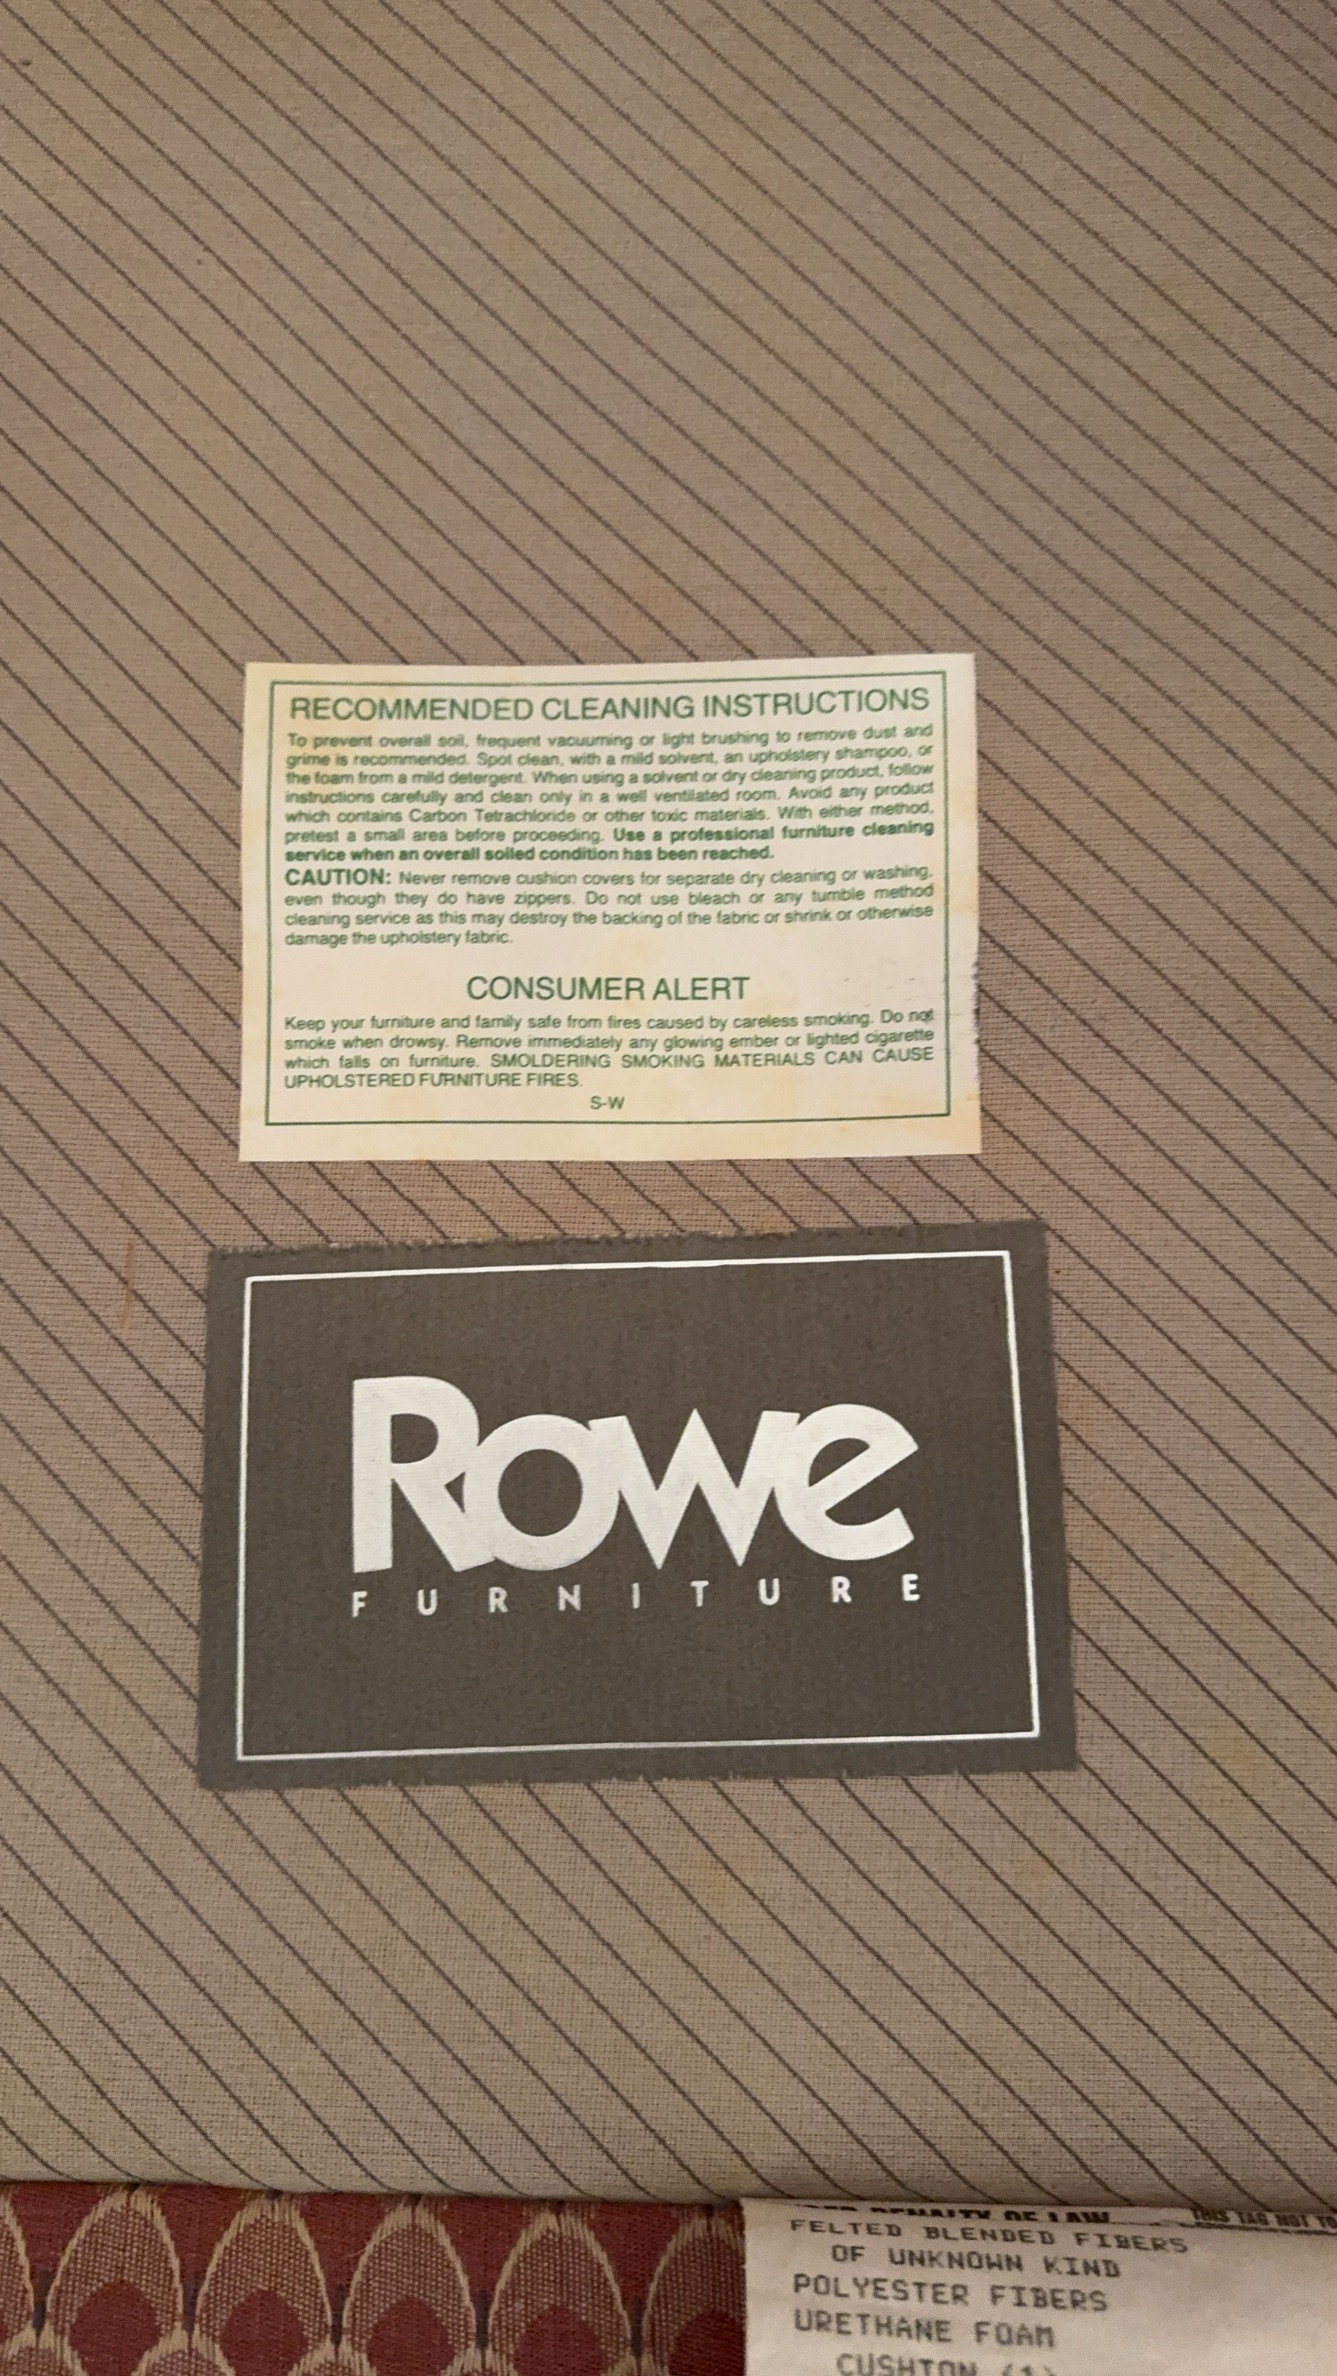 RECOMMENDED CLEANING INSTRUCTIONS
To prevent overall soil, frequent vacuuming or light brushing to remove dust and
grime is recommended. Spot clean, with a mild solvent, an upholstery shampoo, or
the foam from a mild detergent. When using a solvent or dry cleaning product, follow
instructions carefully and clean only in a well ventilated room. Avoid any product
which contains Carbon Tetrachloride or other toxic materials. With either method,
pretest a small area before proceeding. Use a professional furniture cleaning
service when an overall soiled condition has been reached.
CAUTION: Never remove cushion covers for separate dry cleaning or washing,
even though they do have zippers. Do not use bleach or any tumble method
cleaning service as this may destroy the backing of the fabric or shrink or otherwise
damage the upholstery fabric.
CONSUMER ALERT
Keep your furniture and family safe from fires caused by careless smoking. Do not
smoke when drowsy. Remove immediately any glowing ember or lighted cigarette
which falls on furniture. SMOLDERING SMOKING MATERIALS CAN CAUSE
UPHOLSTERED FURNITURE FIRES.
S-W
Rowe
FURNITURE
PENALTY OF LAW THIS TAG NOT TO
FELTED BLENDED FIBERS
OF UNKNOWN KIND
POLYESTER FIBERS
URETHANE FOAM
CUSHION (1)